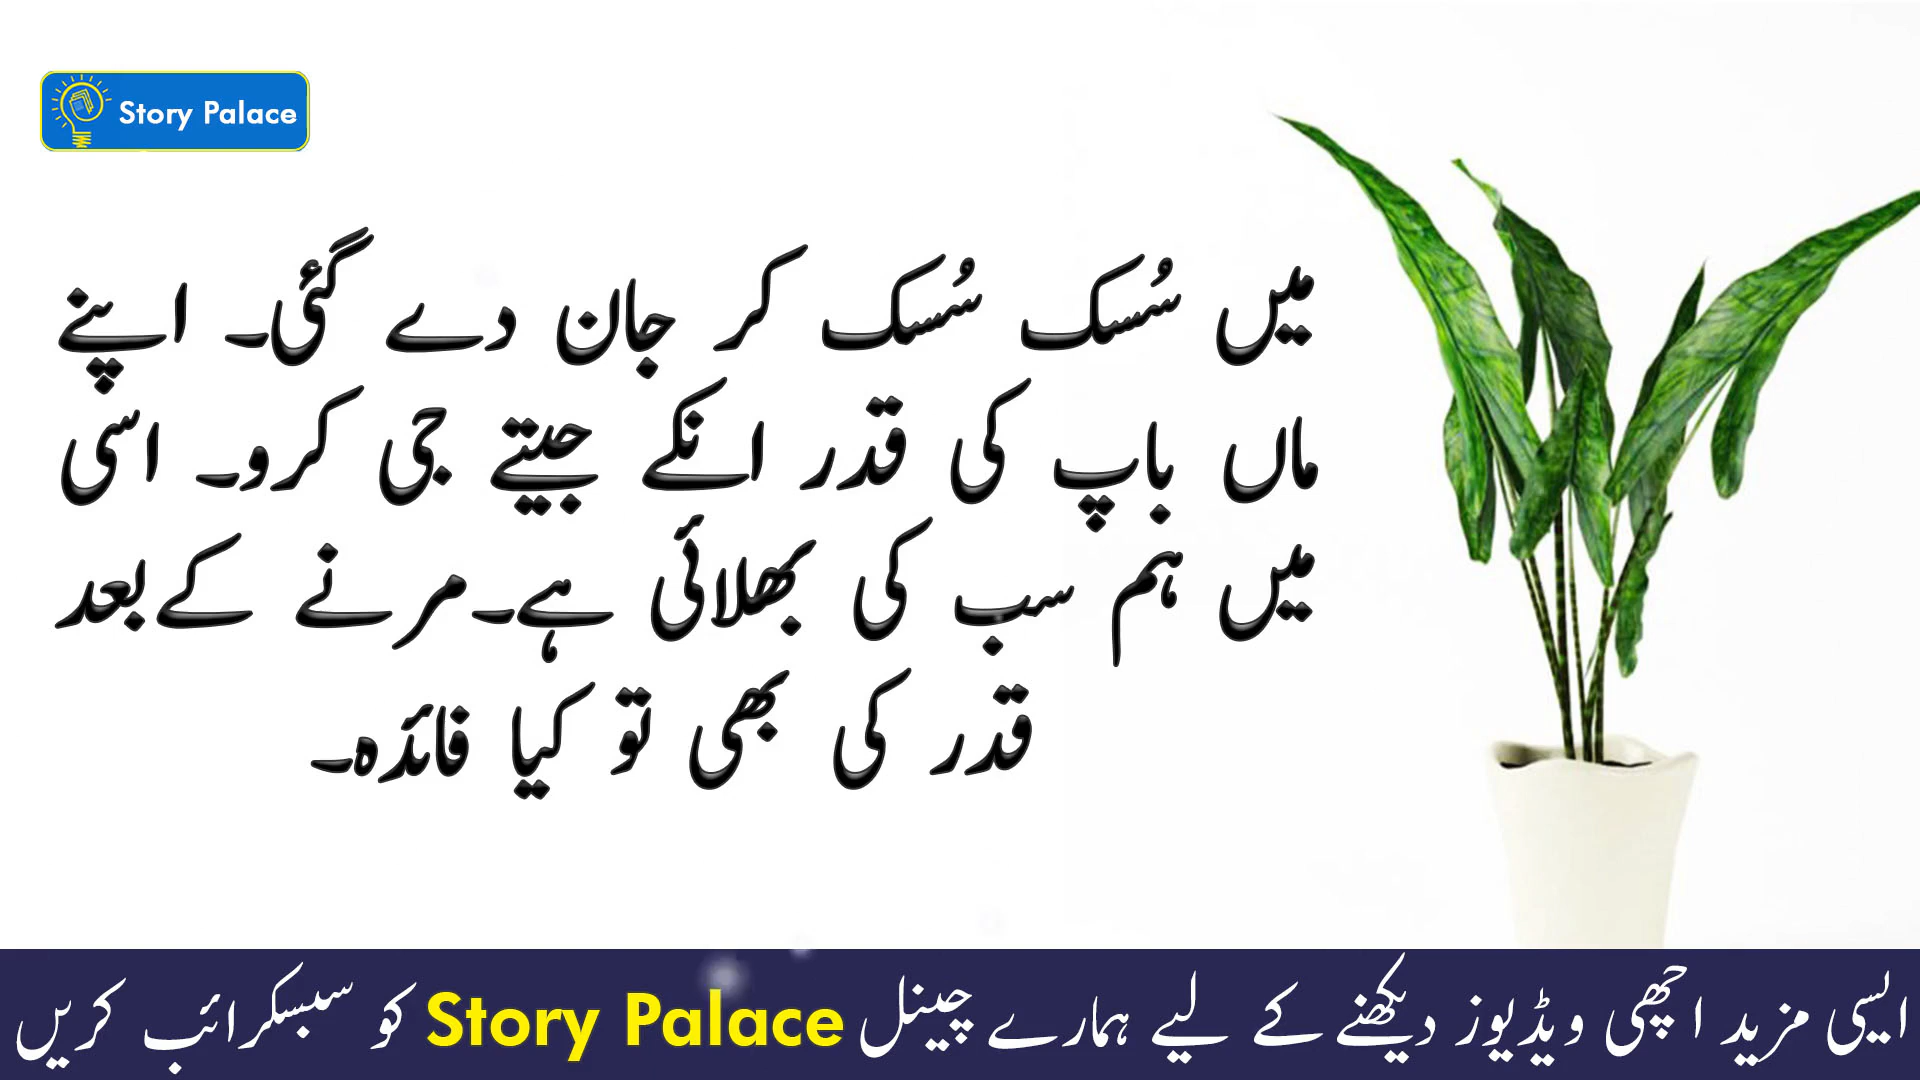 Story Palace
میں سُسک سُسک کر جان دے گئی۔ اپنے
ماں باپ کی قدر انکے جیتے جی کرو۔ اسی
میں ہم سب کی بھلائی ہے۔مرنے کے بعد
قدر کی بھی تو کیا فائدہ۔
ایسی مزید اچھی ویڈیوز دیکھنے کے لیے ہمارے چینل Story Palace کو سبسکرائب کریں